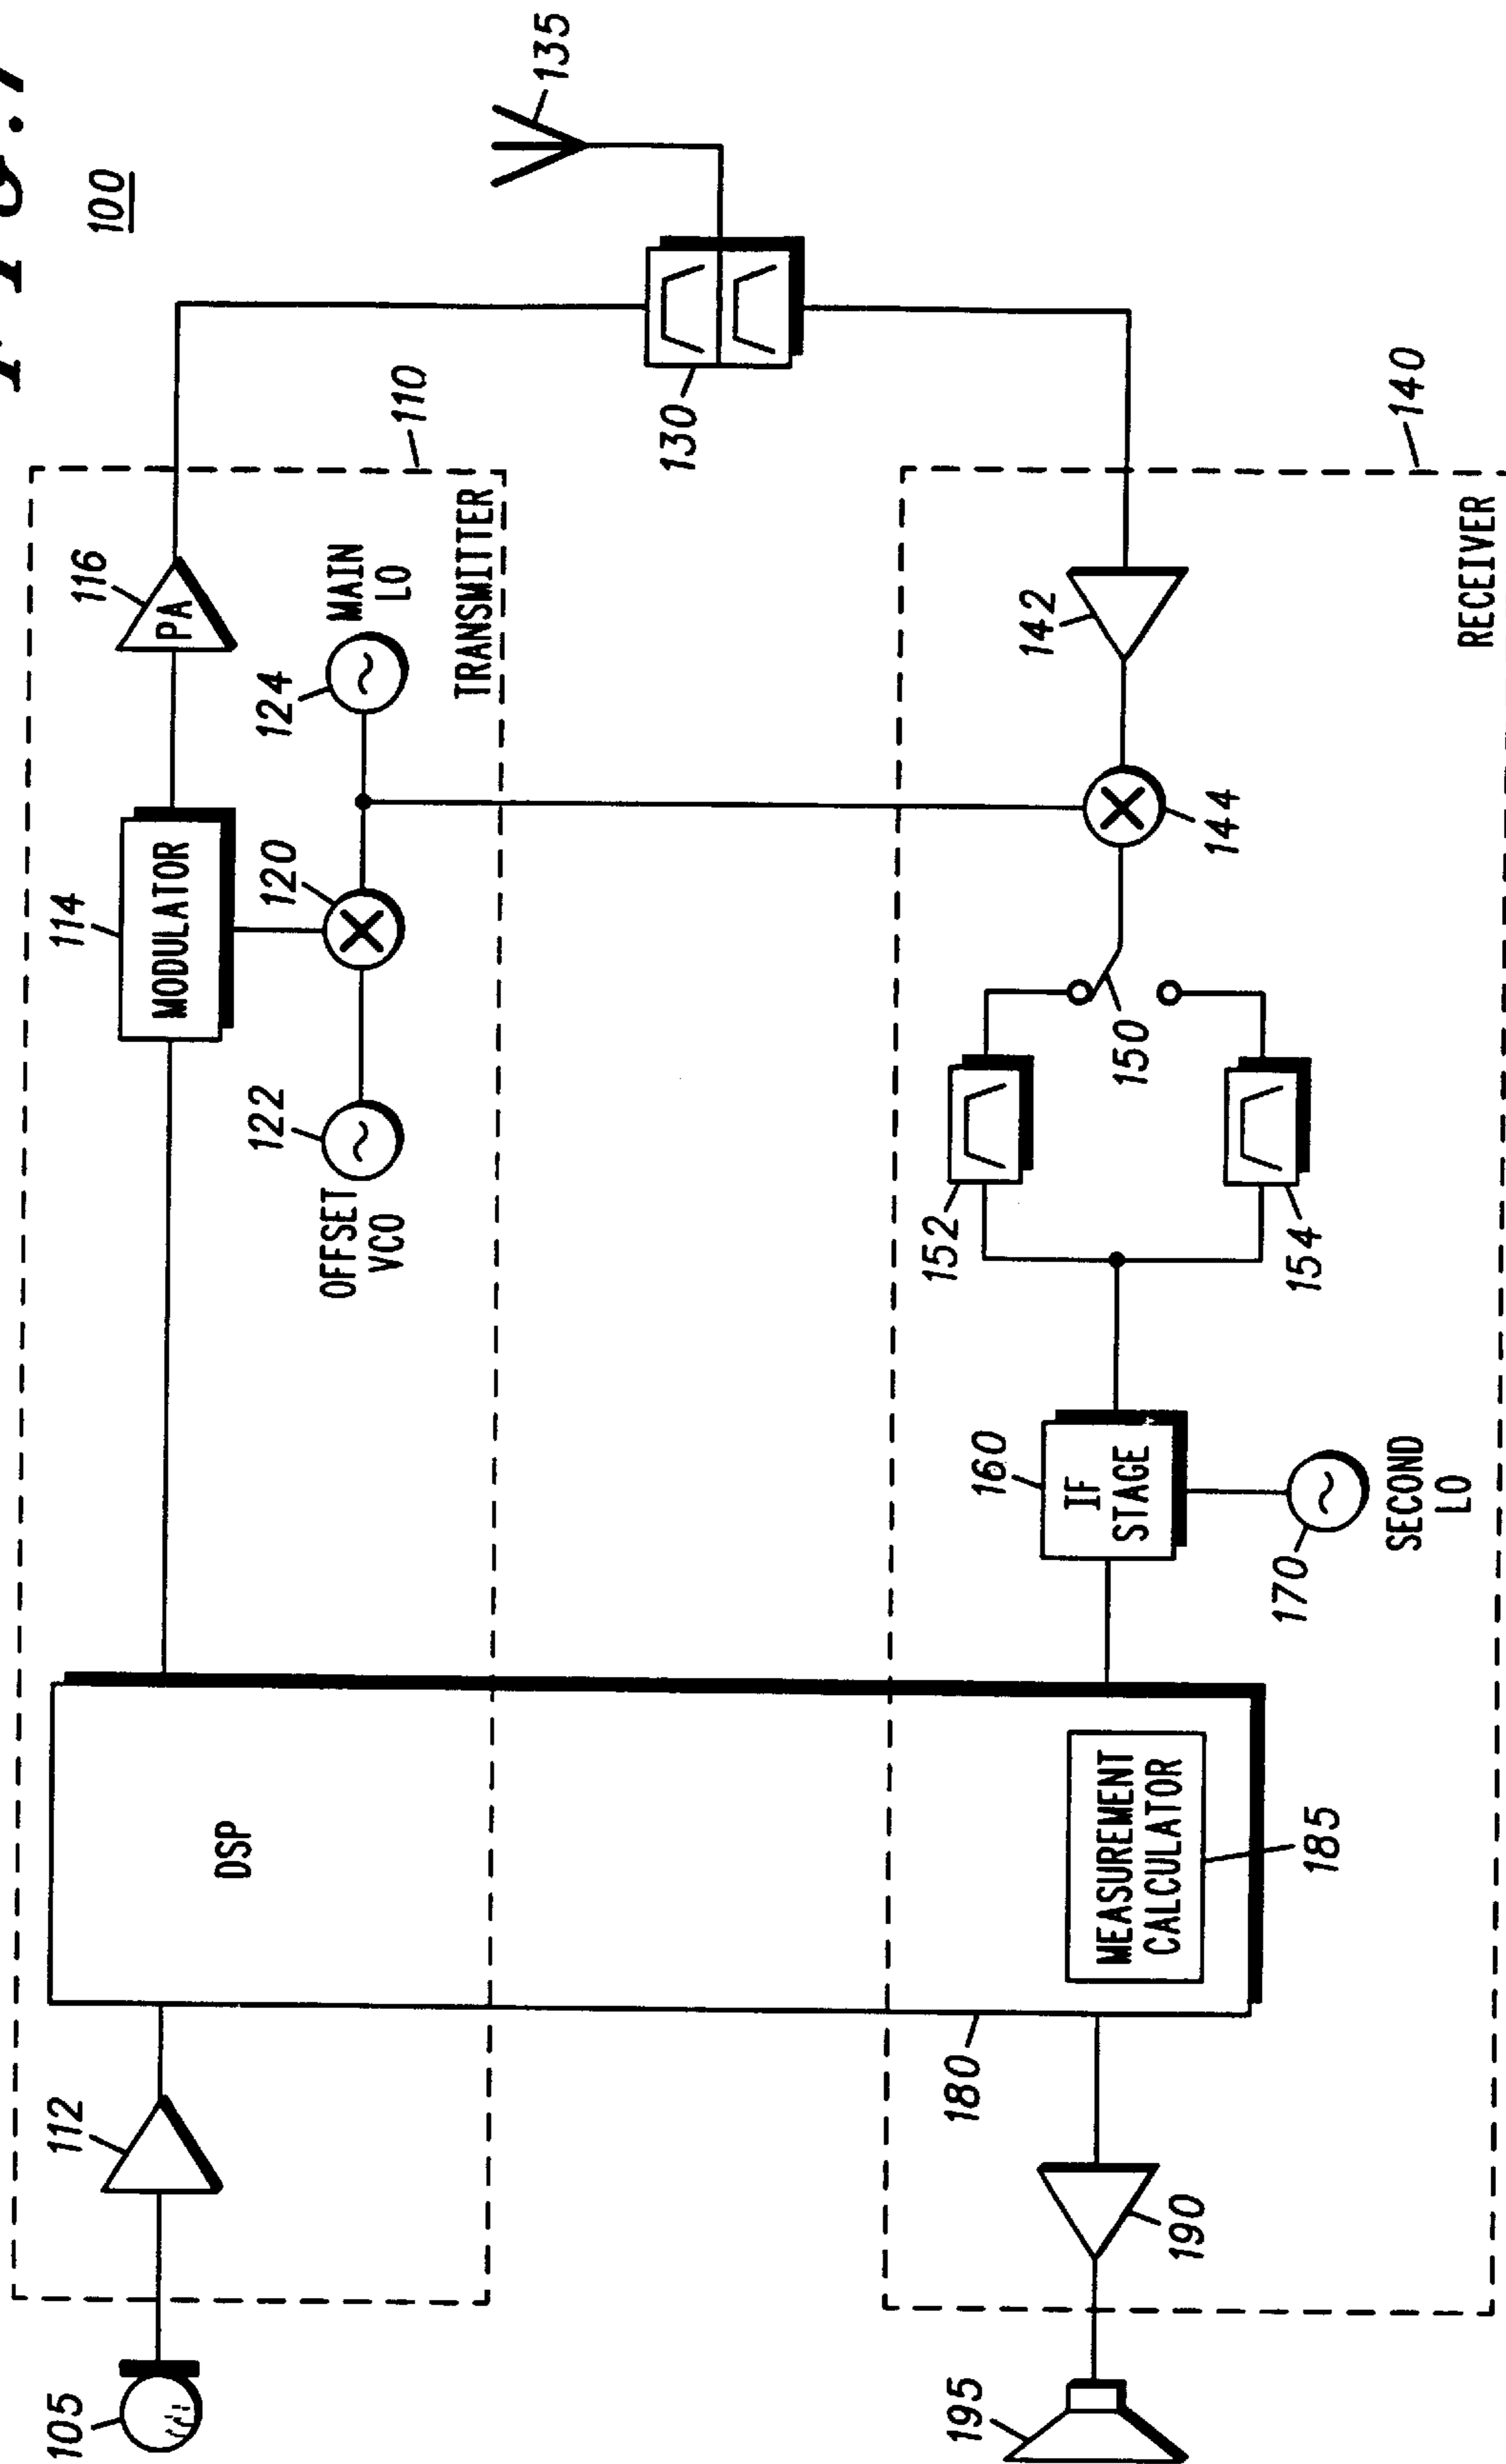 100
105
112
DSP
114
MODULATOR
116
PA
110
122
OFFSET
VCO
120
124
MAIN
LO
TRANSMITTER
130
135
180
MEASUREMENT
CALCULATOR
185
160
IF
STAGE
170
SECOND
LO
152
154
150
144
142
140
RECEIVER
190
195